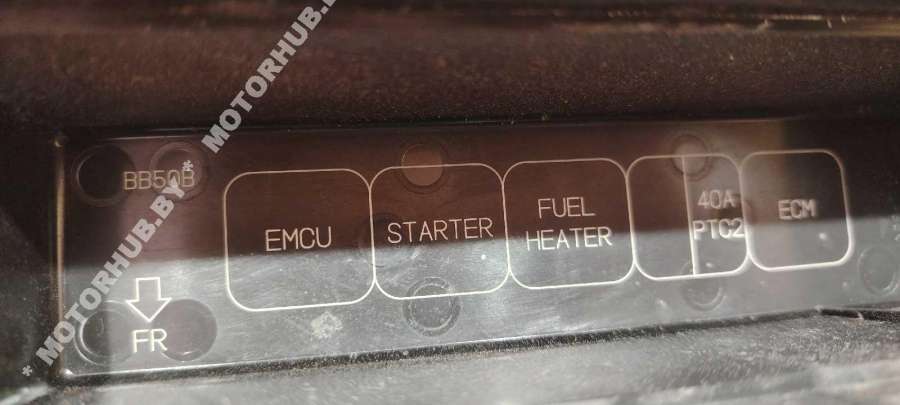 * MOTORHUB.BY * MOTORHUB.BY
BB50B
EMCU
STARTER
FUEL
HEATER
40A
PTC2
ECM
FR